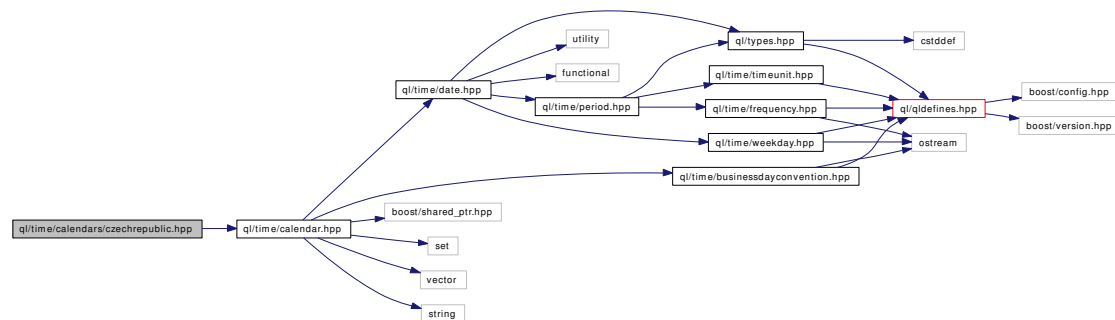 ql/types.hpp
cstddef
utility
functional
ql/time/timeunit.hpp
ql/time/date.hpp
boost/config.hpp
ql/time/period.hpp
ql/time/frequency.hpp
ql/qldefines.hpp
boost/version.hpp
ql/time/weekday.hpp
ostream
ql/time/businessdayconvention.hpp
boost/shared_ptr.hpp
ql/time/calendars/czechrepublic.hpp
ql/time/calendar.hpp
set
vector
string